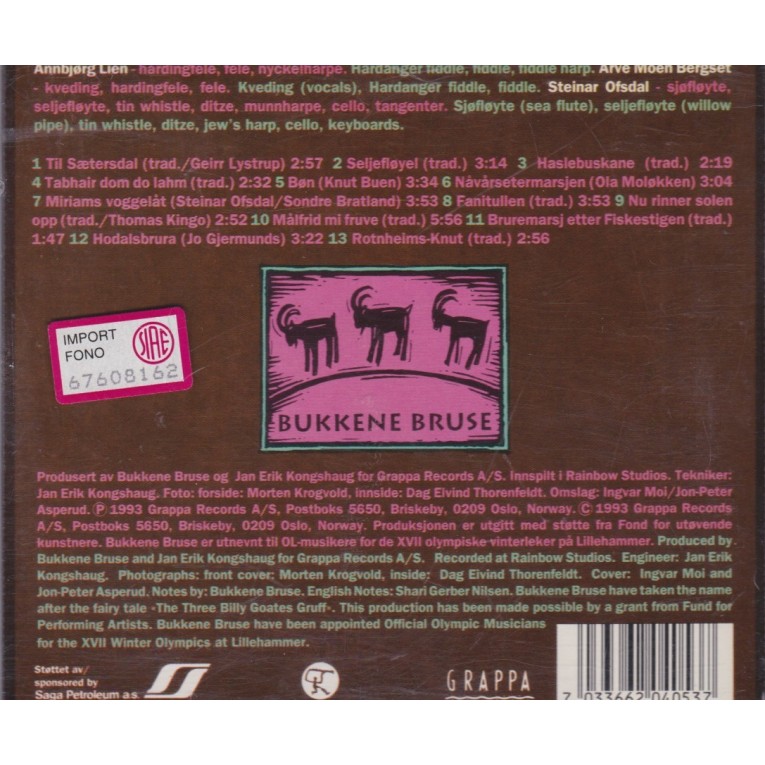 Annbjørg Lien - hardingfele, fele, nyckelharpe. Hardanger fiddle, fiddle, fiddle harp. Arve Moen Bergset
- kveding, hardingfele, fele. Kveding (vocals), Hardanger fiddle, fiddle. Steinar Ofsdal - sjøfløyte,
seljefløyte, tin whistle, ditze, munnharpe, cello, tangenter. Sjøfløyte (sea flute), seljefløyte (willow
pipe), tin whistle, ditze, jew's harp, cello, keyboards.
1 Til Sætersdal (trad./Geirr Lystrup) 2:57 2 Seljefløyel (trad.) 3:14 3 Haslebuskane (trad.) 2:19
4 Tabhair dom do lahm (trad.) 2:32 5 Bøn (Knut Buen) 3:34 6 Nåvårsetermarsjen (Ola Moløkken) 3:04
7 Miriams voggelåt (Steinar Ofsdal/Sondre Bratland) 3:53 8 Fanitullen (trad.) 3:53 9 Nu rinner solen
opp (trad./Thomas Kingo) 2:52 10 Målfrid mi fruve (trad.) 5:56 11 Bruremarsj etter Fiskestigen (trad.)
1:47 12 Hodalsbrura (Jo Gjermunds) 3:22 13 Rotnheims-Knut (trad.) 2:56
IMPORT
FONO
SIAE
67608162
BUKKENE BRUSE
Produsert av Bukkene Bruse og Jan Erik Kongshaug for Grappa Records A/S. Innspilt i Rainbow Studios. Tekniker:
Jan Erik Kongshaug. Foto: forside: Morten Krogvold, innside: Dag Eivind Thorenfeldt. Omslag: Ingvar Moi/Jon-Peter
Asperud. Ⓟ 1993 Grappa Records A/S, Postboks 5650, Briskeby, 0209 Oslo, Norway. © 1993 Grappa Records
A/S, Postboks 5650, Briskeby, 0209 Oslo, Norway. Produksjonen er utgitt med støtte fra Fond for utøvende
kunstnere. Bukkene Bruse er utnevnt til OL-musikere for de XVII olympiske vinterleker på Lillehammer. Produced by
Bukkene Bruse and Jan Erik Kongshaug for Grappa Records A/S. Recorded at Rainbow Studios. Engineer: Jan Erik
Kongshaug. Photographs: front cover: Morten Krogvold, inside: Dag Eivind Thorenfeldt. Cover: Ingvar Moi and
Jon-Peter Asperud. Notes by: Bukkene Bruse. English Notes: Shari Gerber Nilsen. Bukkene Bruse have taken the name
after the fairy tale «The Three Billy Goates Gruff». This production has been made possible by a grant from Fund for
Performing Artists. Bukkene Bruse have been appointed Official Olympic Musicians
for the XVII Winter Olympics at Lillehammer.
Støttet av/
sponsored by
Saga Petroleum a.s.
GRAPPA
7 033662 040537